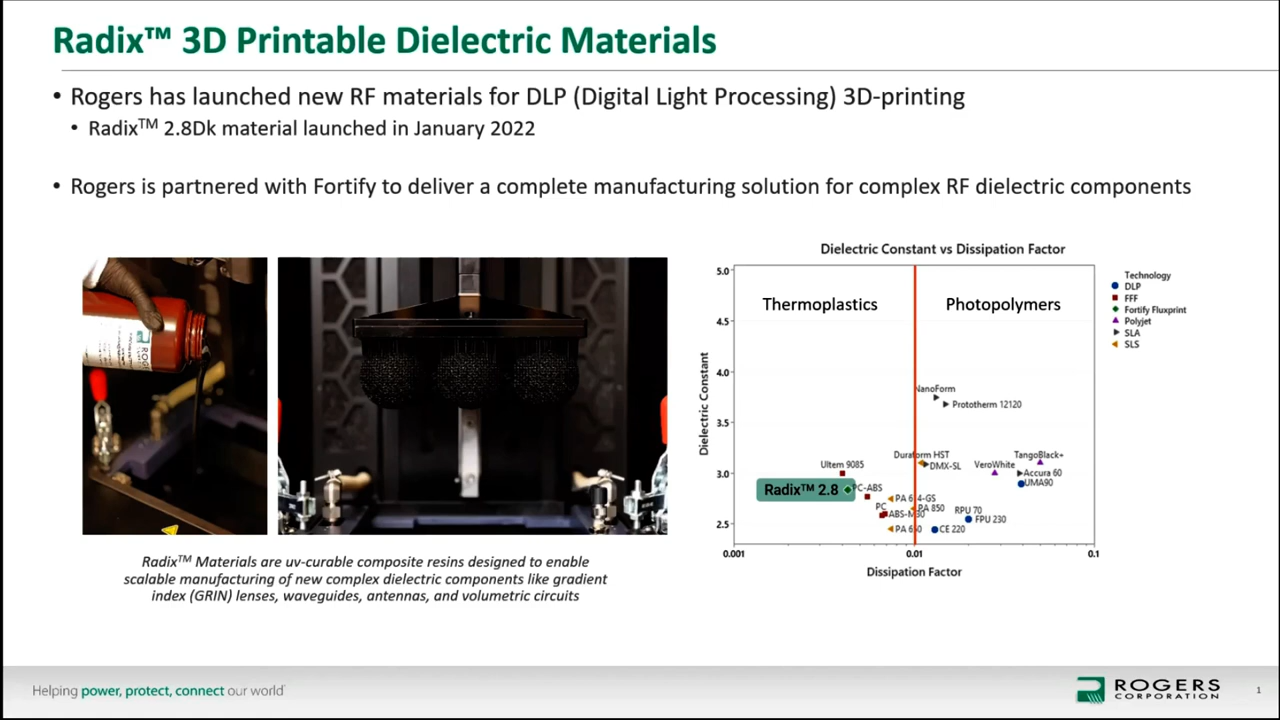 Radix™ 3D Printable Dielectric Materials
• Rogers has launched new RF materials for DLP (Digital Light Processing) 3D-printing
• Radix™ 2.8Dk material launched in January 2022
• Rogers is partnered with Fortify to deliver a complete manufacturing solution for complex RF dielectric components
ROGERS
Radix™ Materials are uv-curable composite resins designed to enable
scalable manufacturing of new complex dielectric components like gradient
index (GRIN) lenses, waveguides, antennas, and volumetric circuits
Dielectric Constant vs Dissipation Factor
Thermoplastics
Photopolymers
Dielectric Constant
5.0
4.5
4.0
3.5
3.0
2.5
NanoForm
Prototherm 12120
Duraform HST
DMX-SL
Ultem 9085
VeroWhite
TangoBlack+
Accura 60
UMA90
Radix™ 2.8
PC-ABS
PA 614-GS
PA 850
PC
ABS-M30
RPU 70
FPU 230
PA 650
CE 220
0.001
0.01
0.1
Dissipation Factor
Technology
DLP
FFF
Fortify Fluxprint
Polyjet
SLA
SLS
Helping power, protect, connect our world
ROGERS
CORPORATION
1